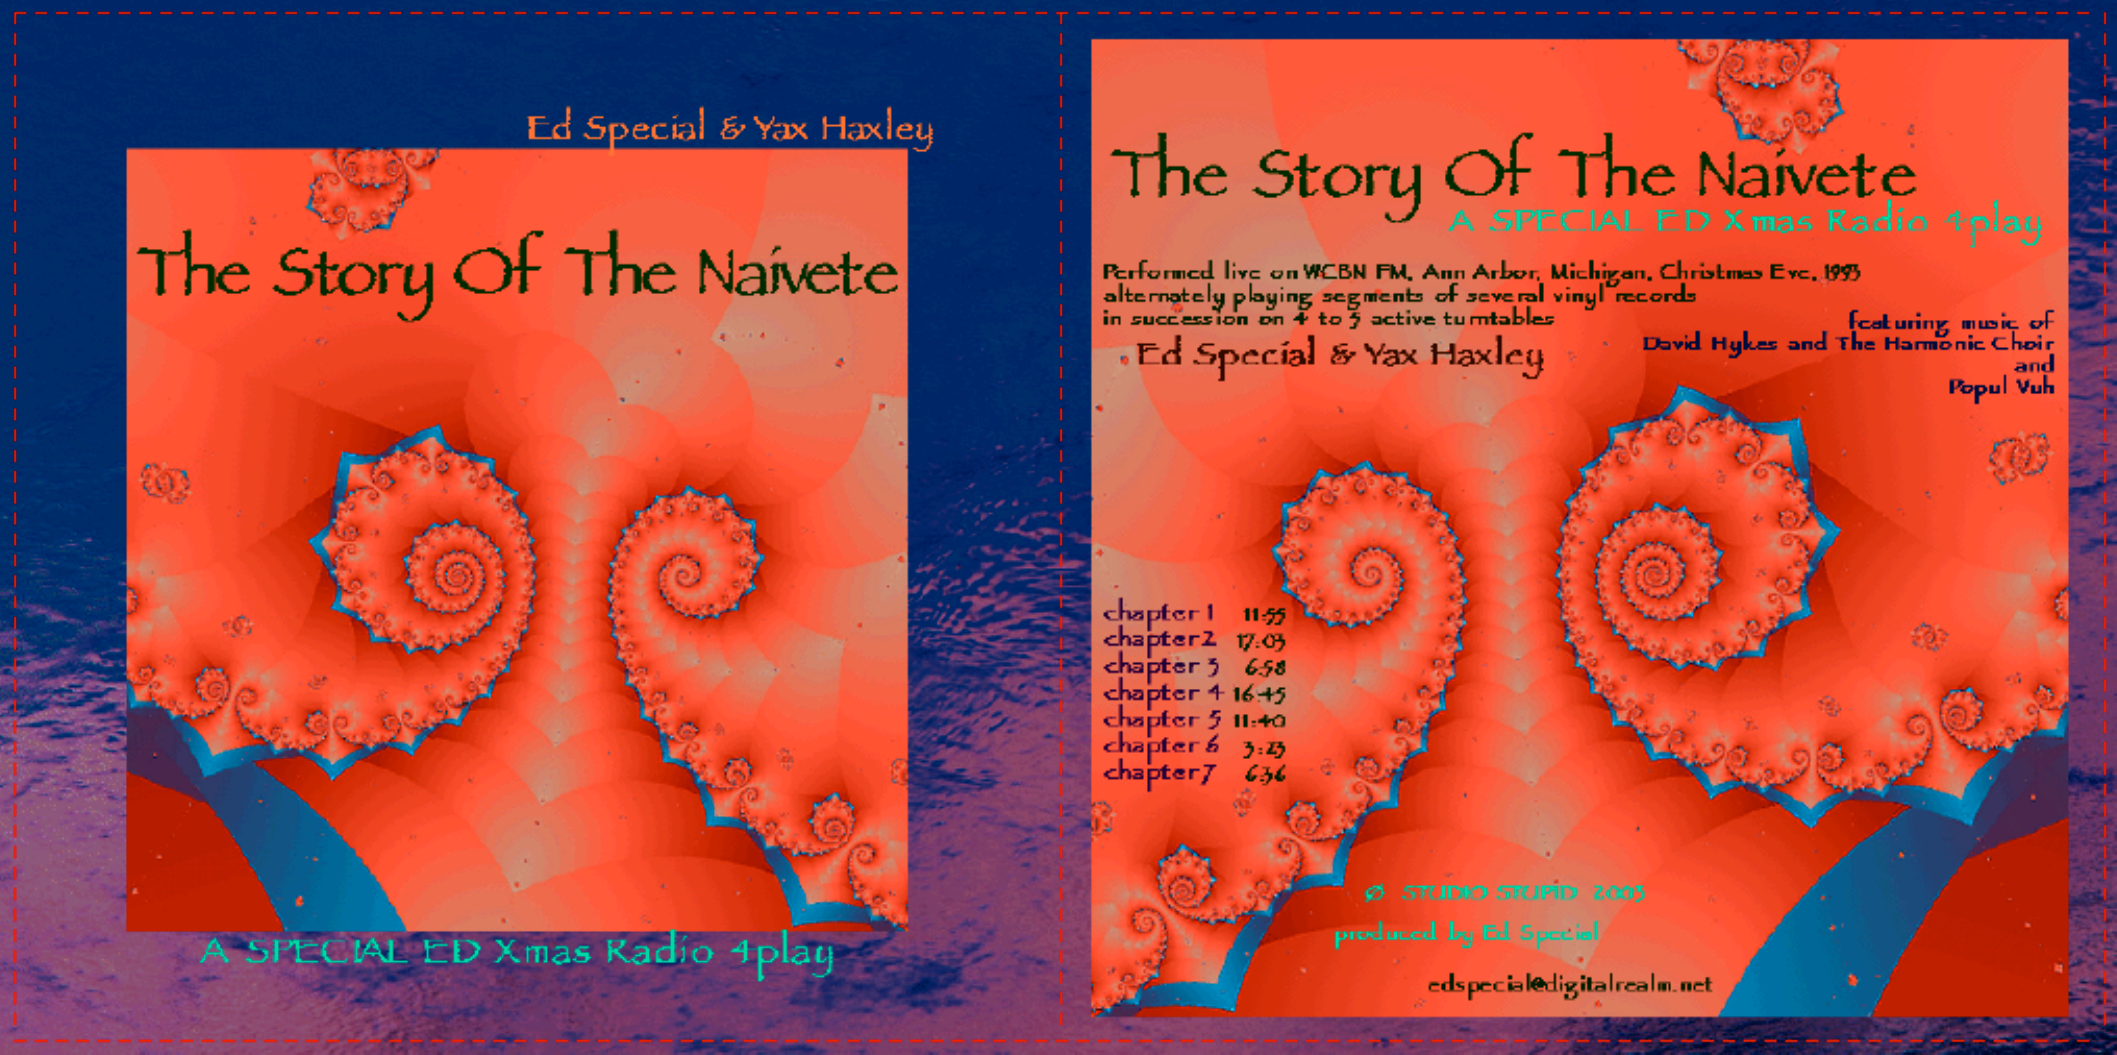 Ed Special & Yax Haxley
The Story Of The Naivete
A SPECIAL ED Xmas Radio 4play
The Story Of The Naivete
A SPECIAL ED Xmas Radio 4play
Performed live on WCBN FM, Ann Arbor, Michigan, Christmas Eve, 1993
alternately playing segments of several vinyl records
in succession on 4 to 5 active turntables
Ed Special & Yax Haxley
featuring music of
David Hykes and The Harmonic Choir
and
Popul Vuh
chapter 1 11:55
chapter 2 17:03
chapter 3 6:58
chapter 4 16:45
chapter 5 11:40
chapter 6 3:23
chapter 7 6:36
Ø STUDIO STUPID 2003
produced by Ed Special
edspecial@digitalrealm.net